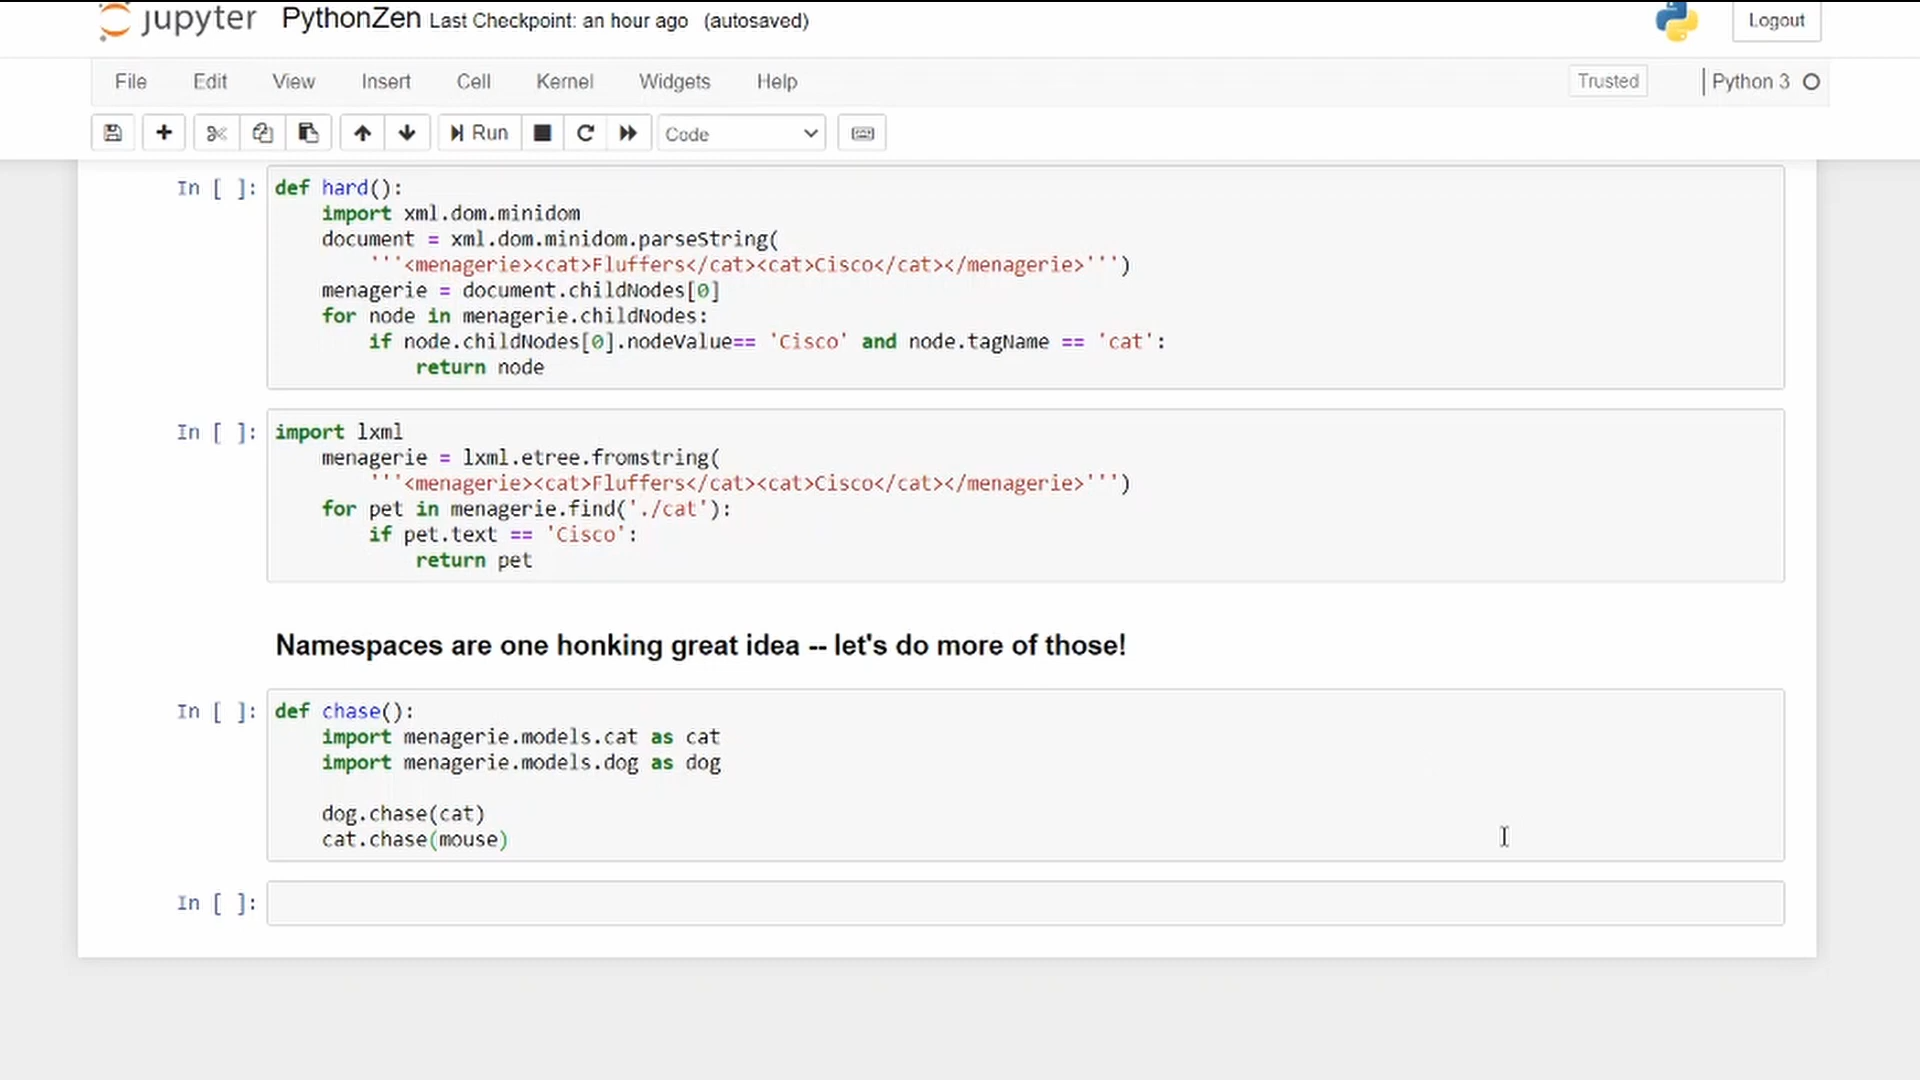 jupyter PythonZen Last Checkpoint: an hour ago (autosaved) Logout
File Edit View Insert Cell Kernel Widgets Help Trusted Python 3
Run Code
In [ ]: def hard():
    import xml.dom.minidom
    document = xml.dom.minidom.parseString(
        '''<menagerie><cat>Fluffers</cat><cat>Cisco</cat></menagerie>''')
    menagerie = document.childNodes[0]
    for node in menagerie.childNodes:
        if node.childNodes[0].nodeValue== 'Cisco' and node.tagName == 'cat':
            return node
In [ ]: import lxml
    menagerie = lxml.etree.fromstring(
        '''<menagerie><cat>Fluffers</cat><cat>Cisco</cat></menagerie>''')
    for pet in menagerie.find('./cat'):
        if pet.text == 'Cisco':
            return pet
Namespaces are one honking great idea -- let's do more of those!
In [ ]: def chase():
    import menagerie.models.cat as cat
    import menagerie.models.dog as dog
    dog.chase(cat)
    cat.chase(mouse)
In [ ]: